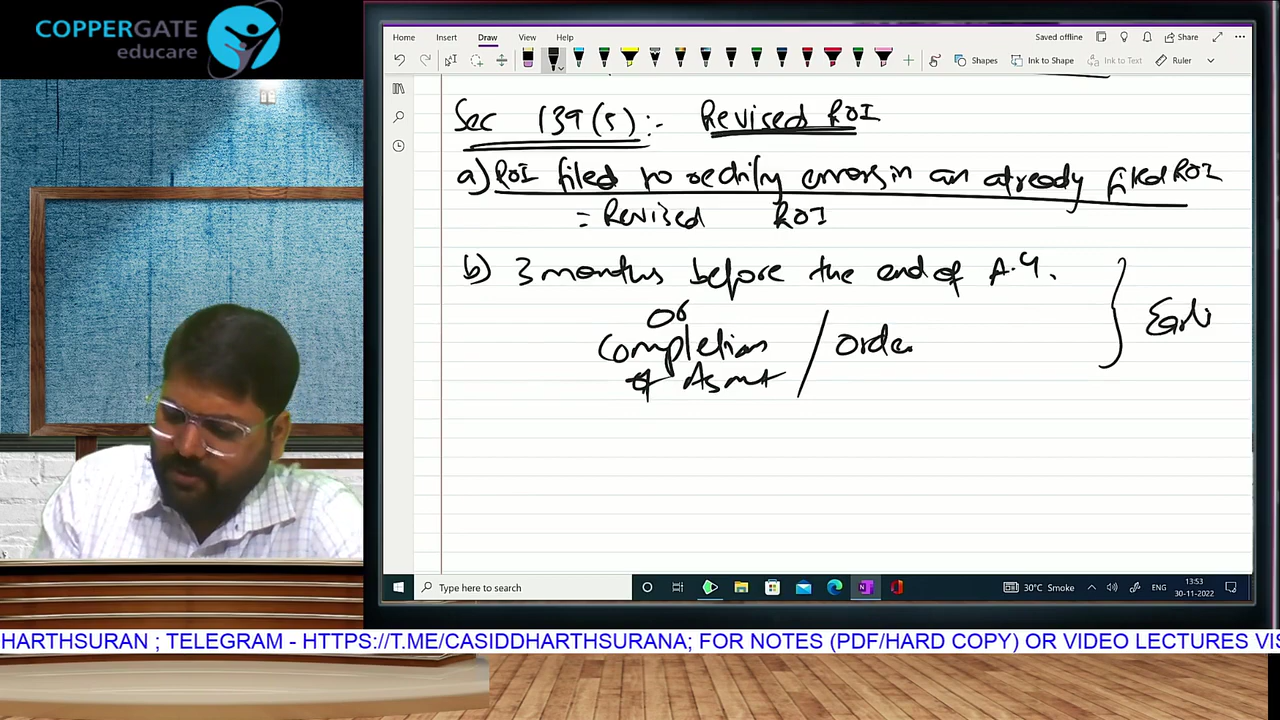 COPPERGATE
educare
Home Insert Draw View Help
Saved offline Share
Shapes Ink to Shape Ink to Text Ruler
Sec 139(5):- Revised ROI
a) ROI filed to rectify errors in an already filed ROI
= Revised ROI
b) 3 months before the end of A.Y.
or
Completion / Order
of Asmt
Type here to search
30°C Smoke ENG 13:53
30-11-2022
HARTHSURAN ; TELEGRAM - HTTPS://T.ME/CASIDDHARTHSURANA; FOR NOTES (PDF/HARD COPY) OR VIDEO LECTURES VIS